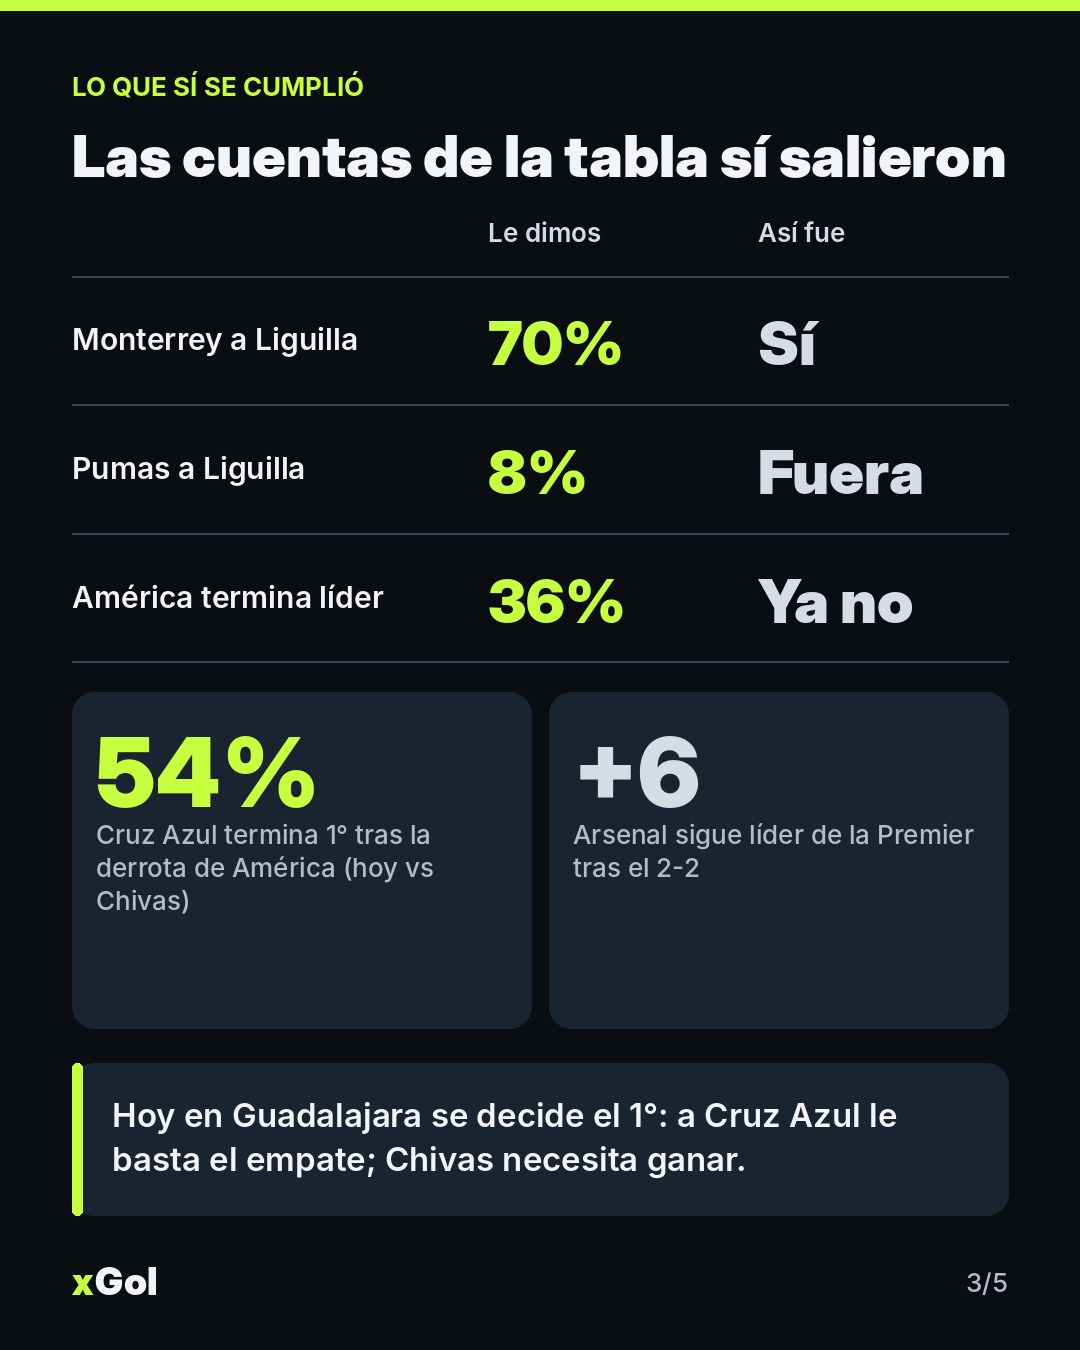 LO QUE SÍ SE CUMPLIÓ
Las cuentas de la tabla sí salieron
Le dimos Así fue
Monterrey a Liguilla 70% Sí
Pumas a Liguilla 8% Fuera
América termina líder 36% Ya no
54%
Cruz Azul termina 1° tras la
derrota de América (hoy vs
Chivas)
+6
Arsenal sigue líder de la Premier
tras el 2-2
Hoy en Guadalajara se decide el 1°: a Cruz Azul le
basta el empate; Chivas necesita ganar.
xGol 3/5